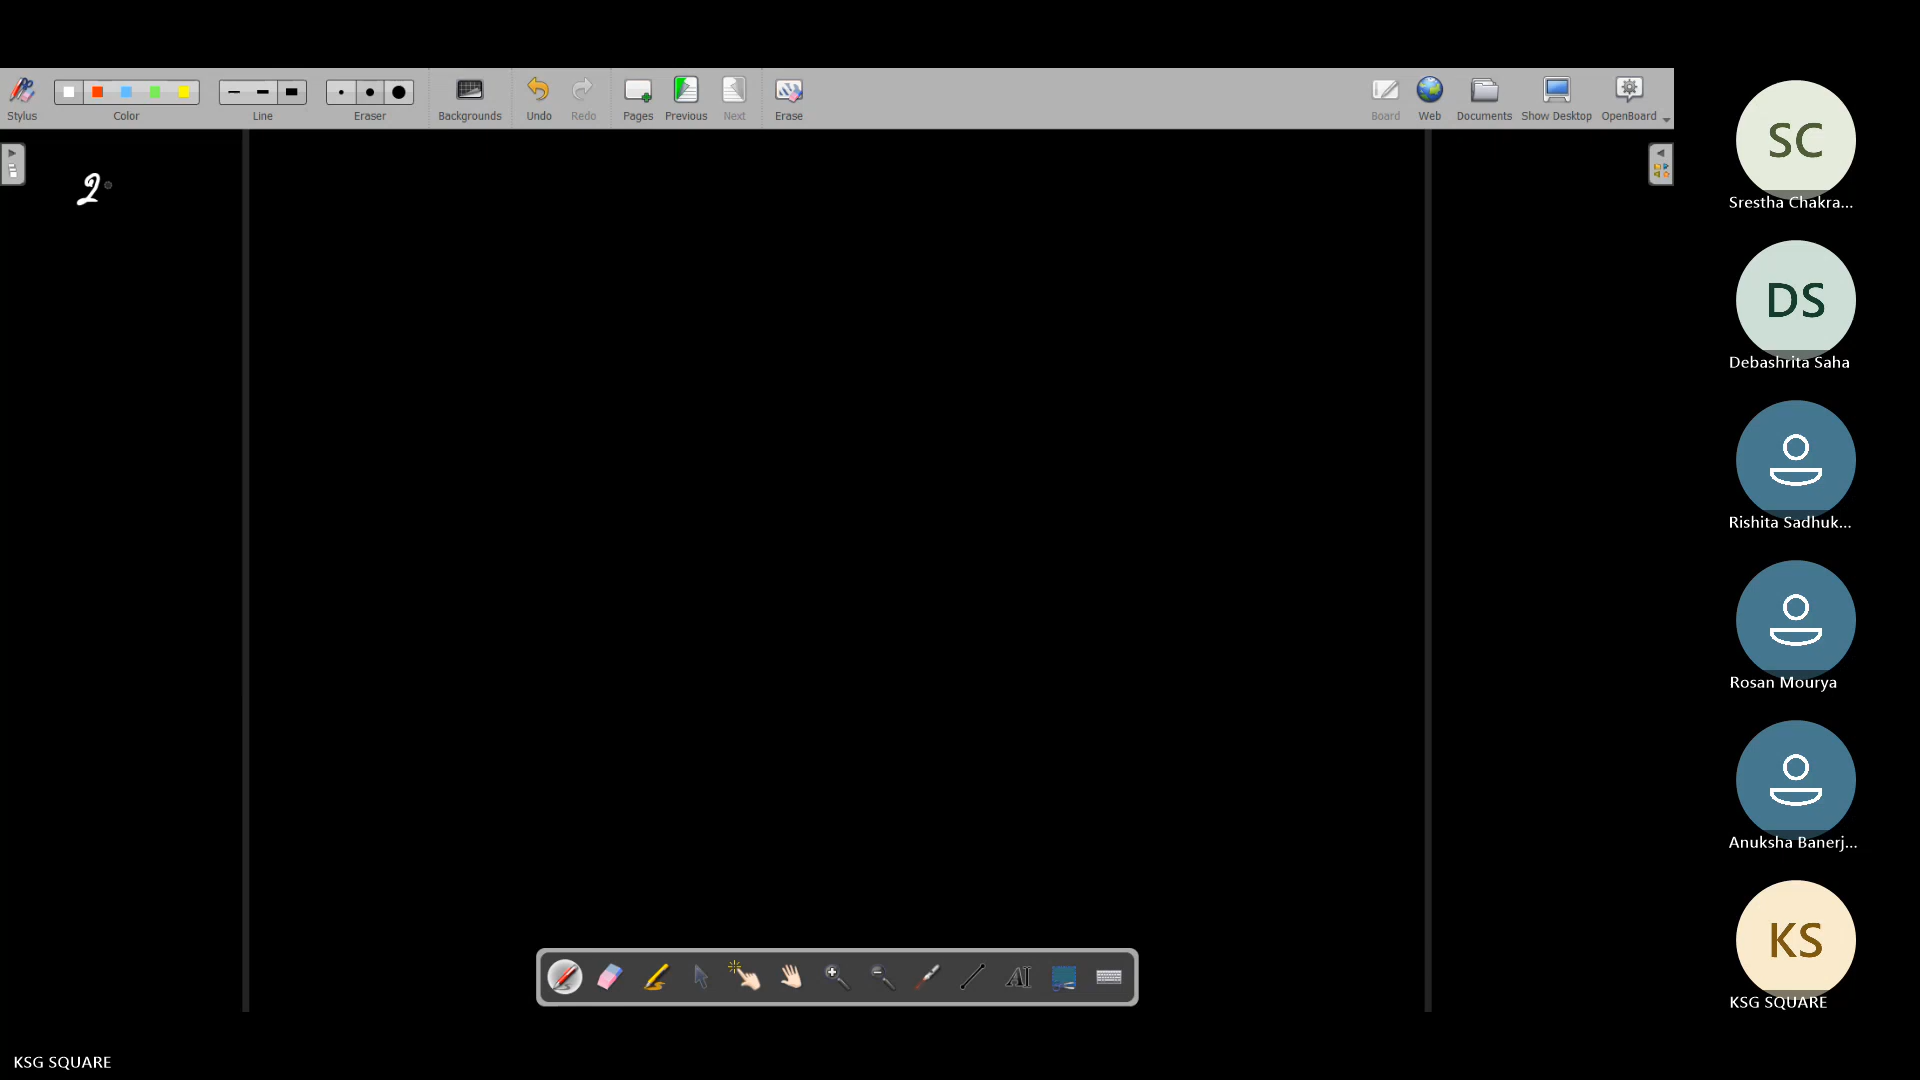 Stylus Color Line Eraser Backgrounds Undo Redo Pages Previous Next Erase Board Web Documents Show Desktop OpenBoard
2
SC
Srestha Chakra...
DS
Debashrita Saha
Rishita Sadhuk...
Rosan Mourya
Anuksha Banerj...
AI
KS
KSG SQUARE
KSG SQUARE